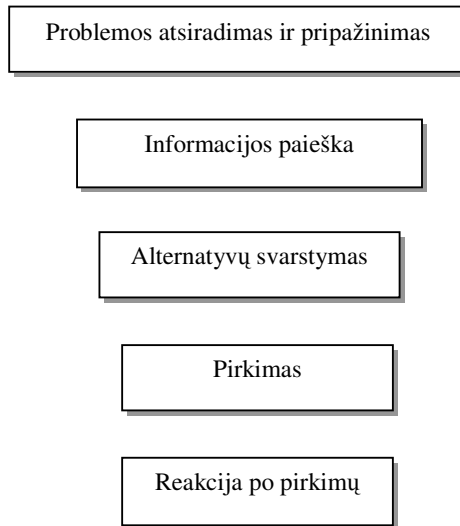 Problemos atsiradimas ir pripažinimas
Informacijos paieška
Alternatyvų svarstymas
Pirkimas
Reakcija po pirkimų